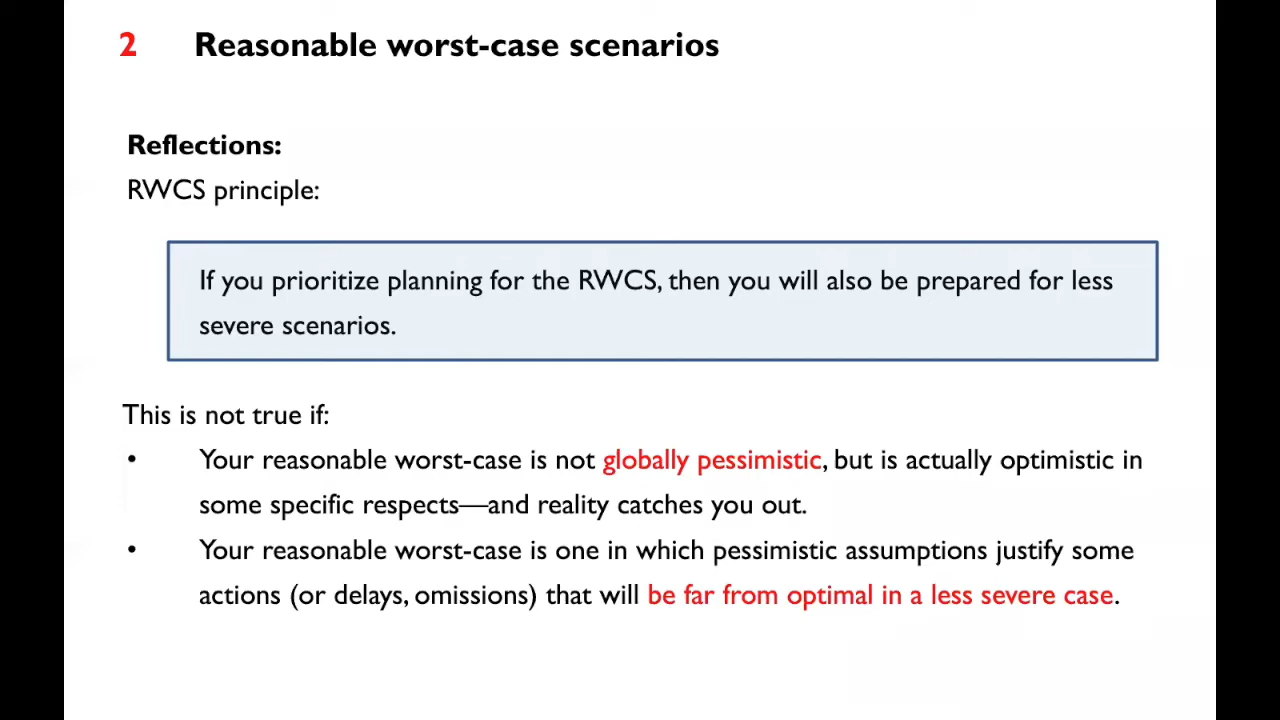 2 Reasonable worst-case scenarios
Reflections:
RWCS principle:
If you prioritize planning for the RWCS, then you will also be prepared for less
severe scenarios.
This is not true if:
• Your reasonable worst-case is not globally pessimistic, but is actually optimistic in
some specific respects—and reality catches you out.
• Your reasonable worst-case is one in which pessimistic assumptions justify some
actions (or delays, omissions) that will be far from optimal in a less severe case.